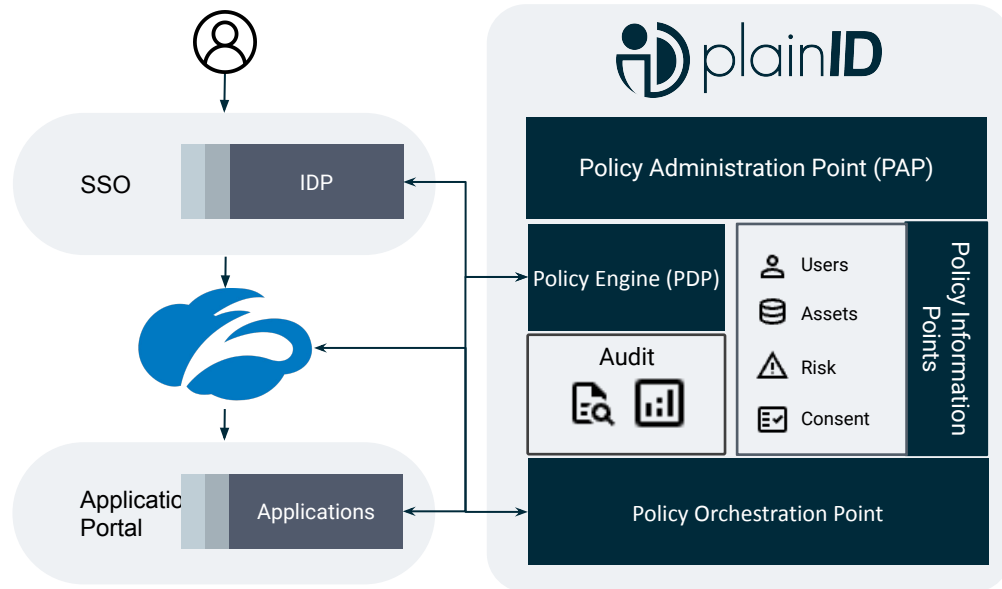 plainID
Policy Administration Point (PAP)
SSO
IDP
Policy Engine (PDP)
Users
Assets
Risk
Consent
Policy Information
Points
Audit
Applicatio
Portal
Applications
Policy Orchestration Point